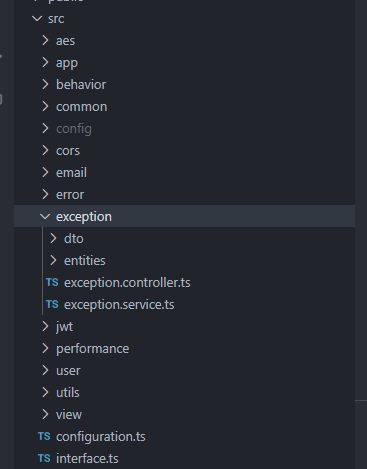 src
aes
app
behavior
common
config
cors
email
error
exception
dto
entities
TS exception.controller.ts
TS exception.service.ts
jwt
performance
user
utils
view
TS configuration.ts
TS interface.ts